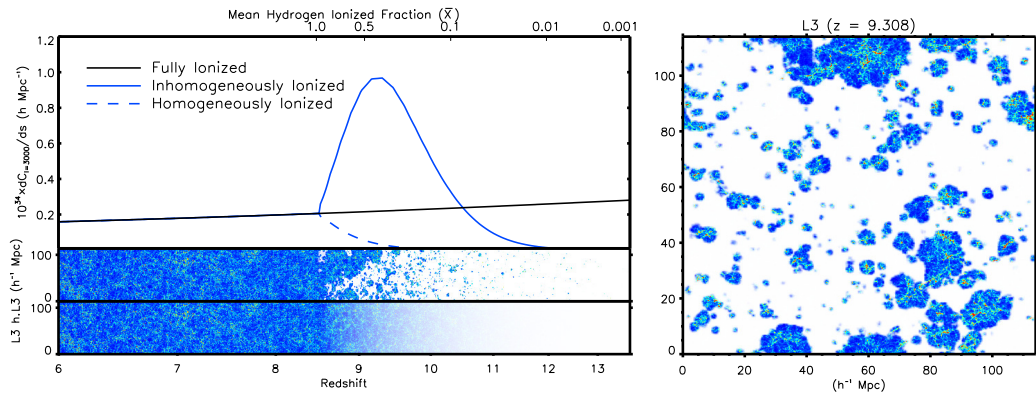 Mean Hydrogen Ionized Fraction (X̄)
1.0 0.5 0.1 0.01 0.001
1.2
1.0
0.8
0.6
0.4
0.2
10³⁴×dC_{l=3000}/ds (h Mpc⁻¹)
Fully Ionized
Inhomogeneously Ionized
Homogeneously Ionized
100
0
100
0
L3 h,L3 (h⁻¹ Mpc)
6 7 8 9 10 11 12 13
Redshift
L3 (z = 9.308)
100
80
60
40
20
0
0 20 40 60 80 100
(h⁻¹ Mpc)